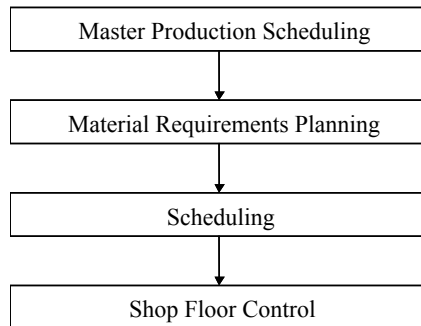 Master Production Scheduling
Material Requirements Planning
Scheduling
Shop Floor Control